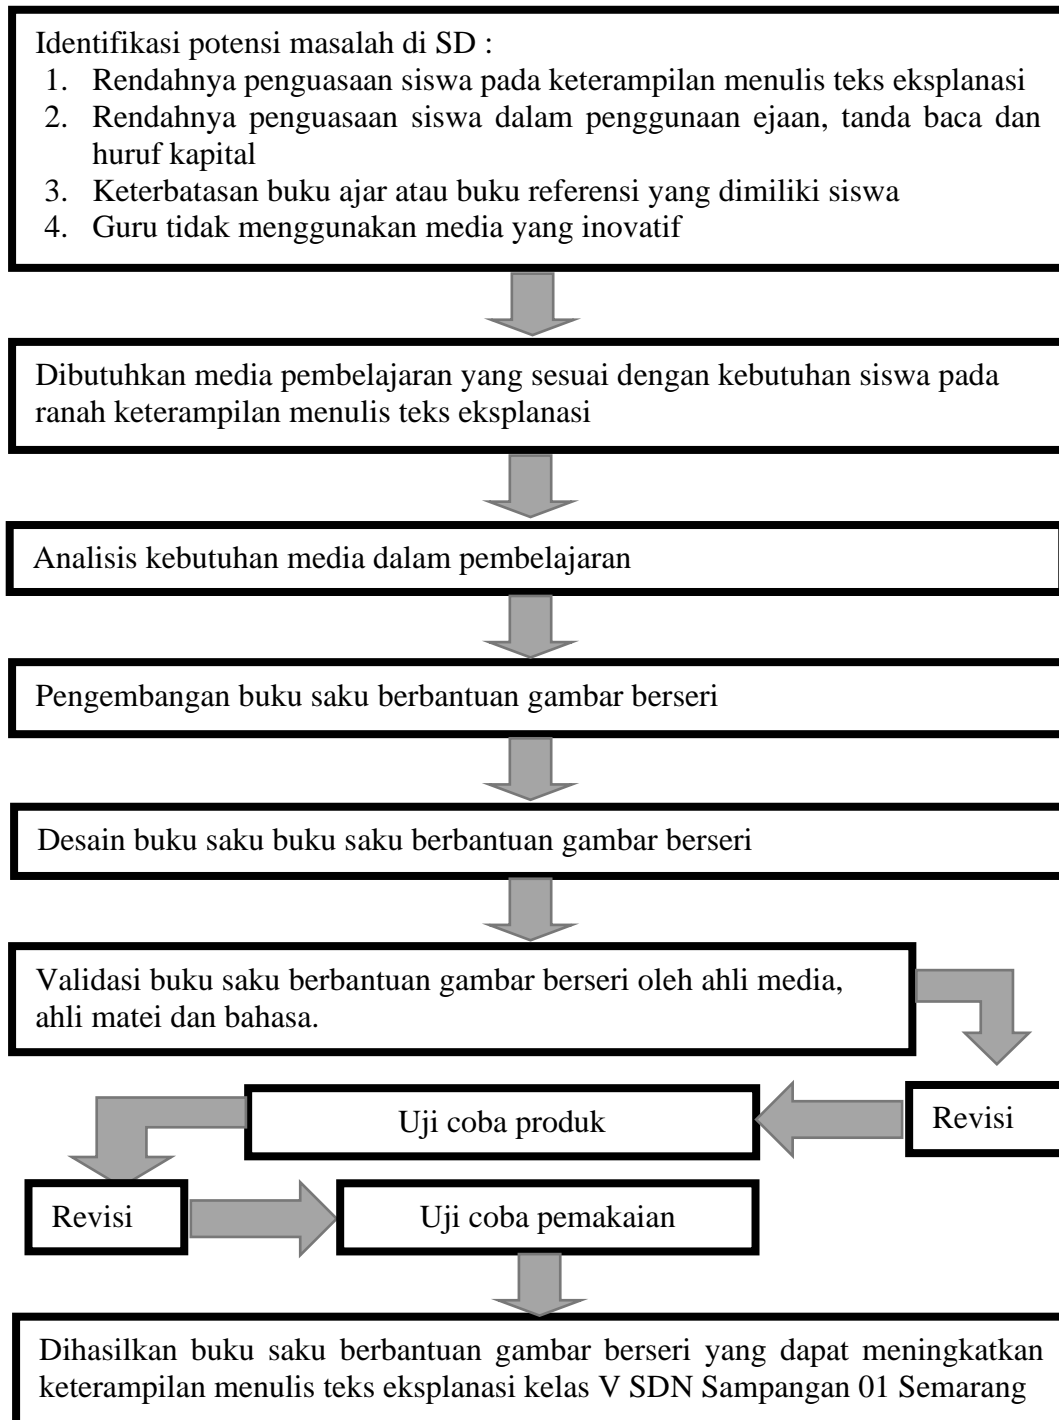 Identifikasi potensi masalah di SD :
1. Rendahnya penguasaan siswa pada keterampilan menulis teks eksplanasi
2. Rendahnya penguasaan siswa dalam penggunaan ejaan, tanda baca dan
huruf kapital
3. Keterbatasan buku ajar atau buku referensi yang dimiliki siswa
4. Guru tidak menggunakan media yang inovatif
Dibutuhkan media pembelajaran yang sesuai dengan kebutuhan siswa pada
ranah keterampilan menulis teks eksplanasi
Analisis kebutuhan media dalam pembelajaran
Pengembangan buku saku berbantuan gambar berseri
Desain buku saku buku saku berbantuan gambar berseri
Validasi buku saku berbantuan gambar berseri oleh ahli media,
ahli matei dan bahasa.
Revisi
Uji coba produk
Revisi
Uji coba pemakaian
Dihasilkan buku saku berbantuan gambar berseri yang dapat meningkatkan
keterampilan menulis teks eksplanasi kelas V SDN Sampangan 01 Semarang